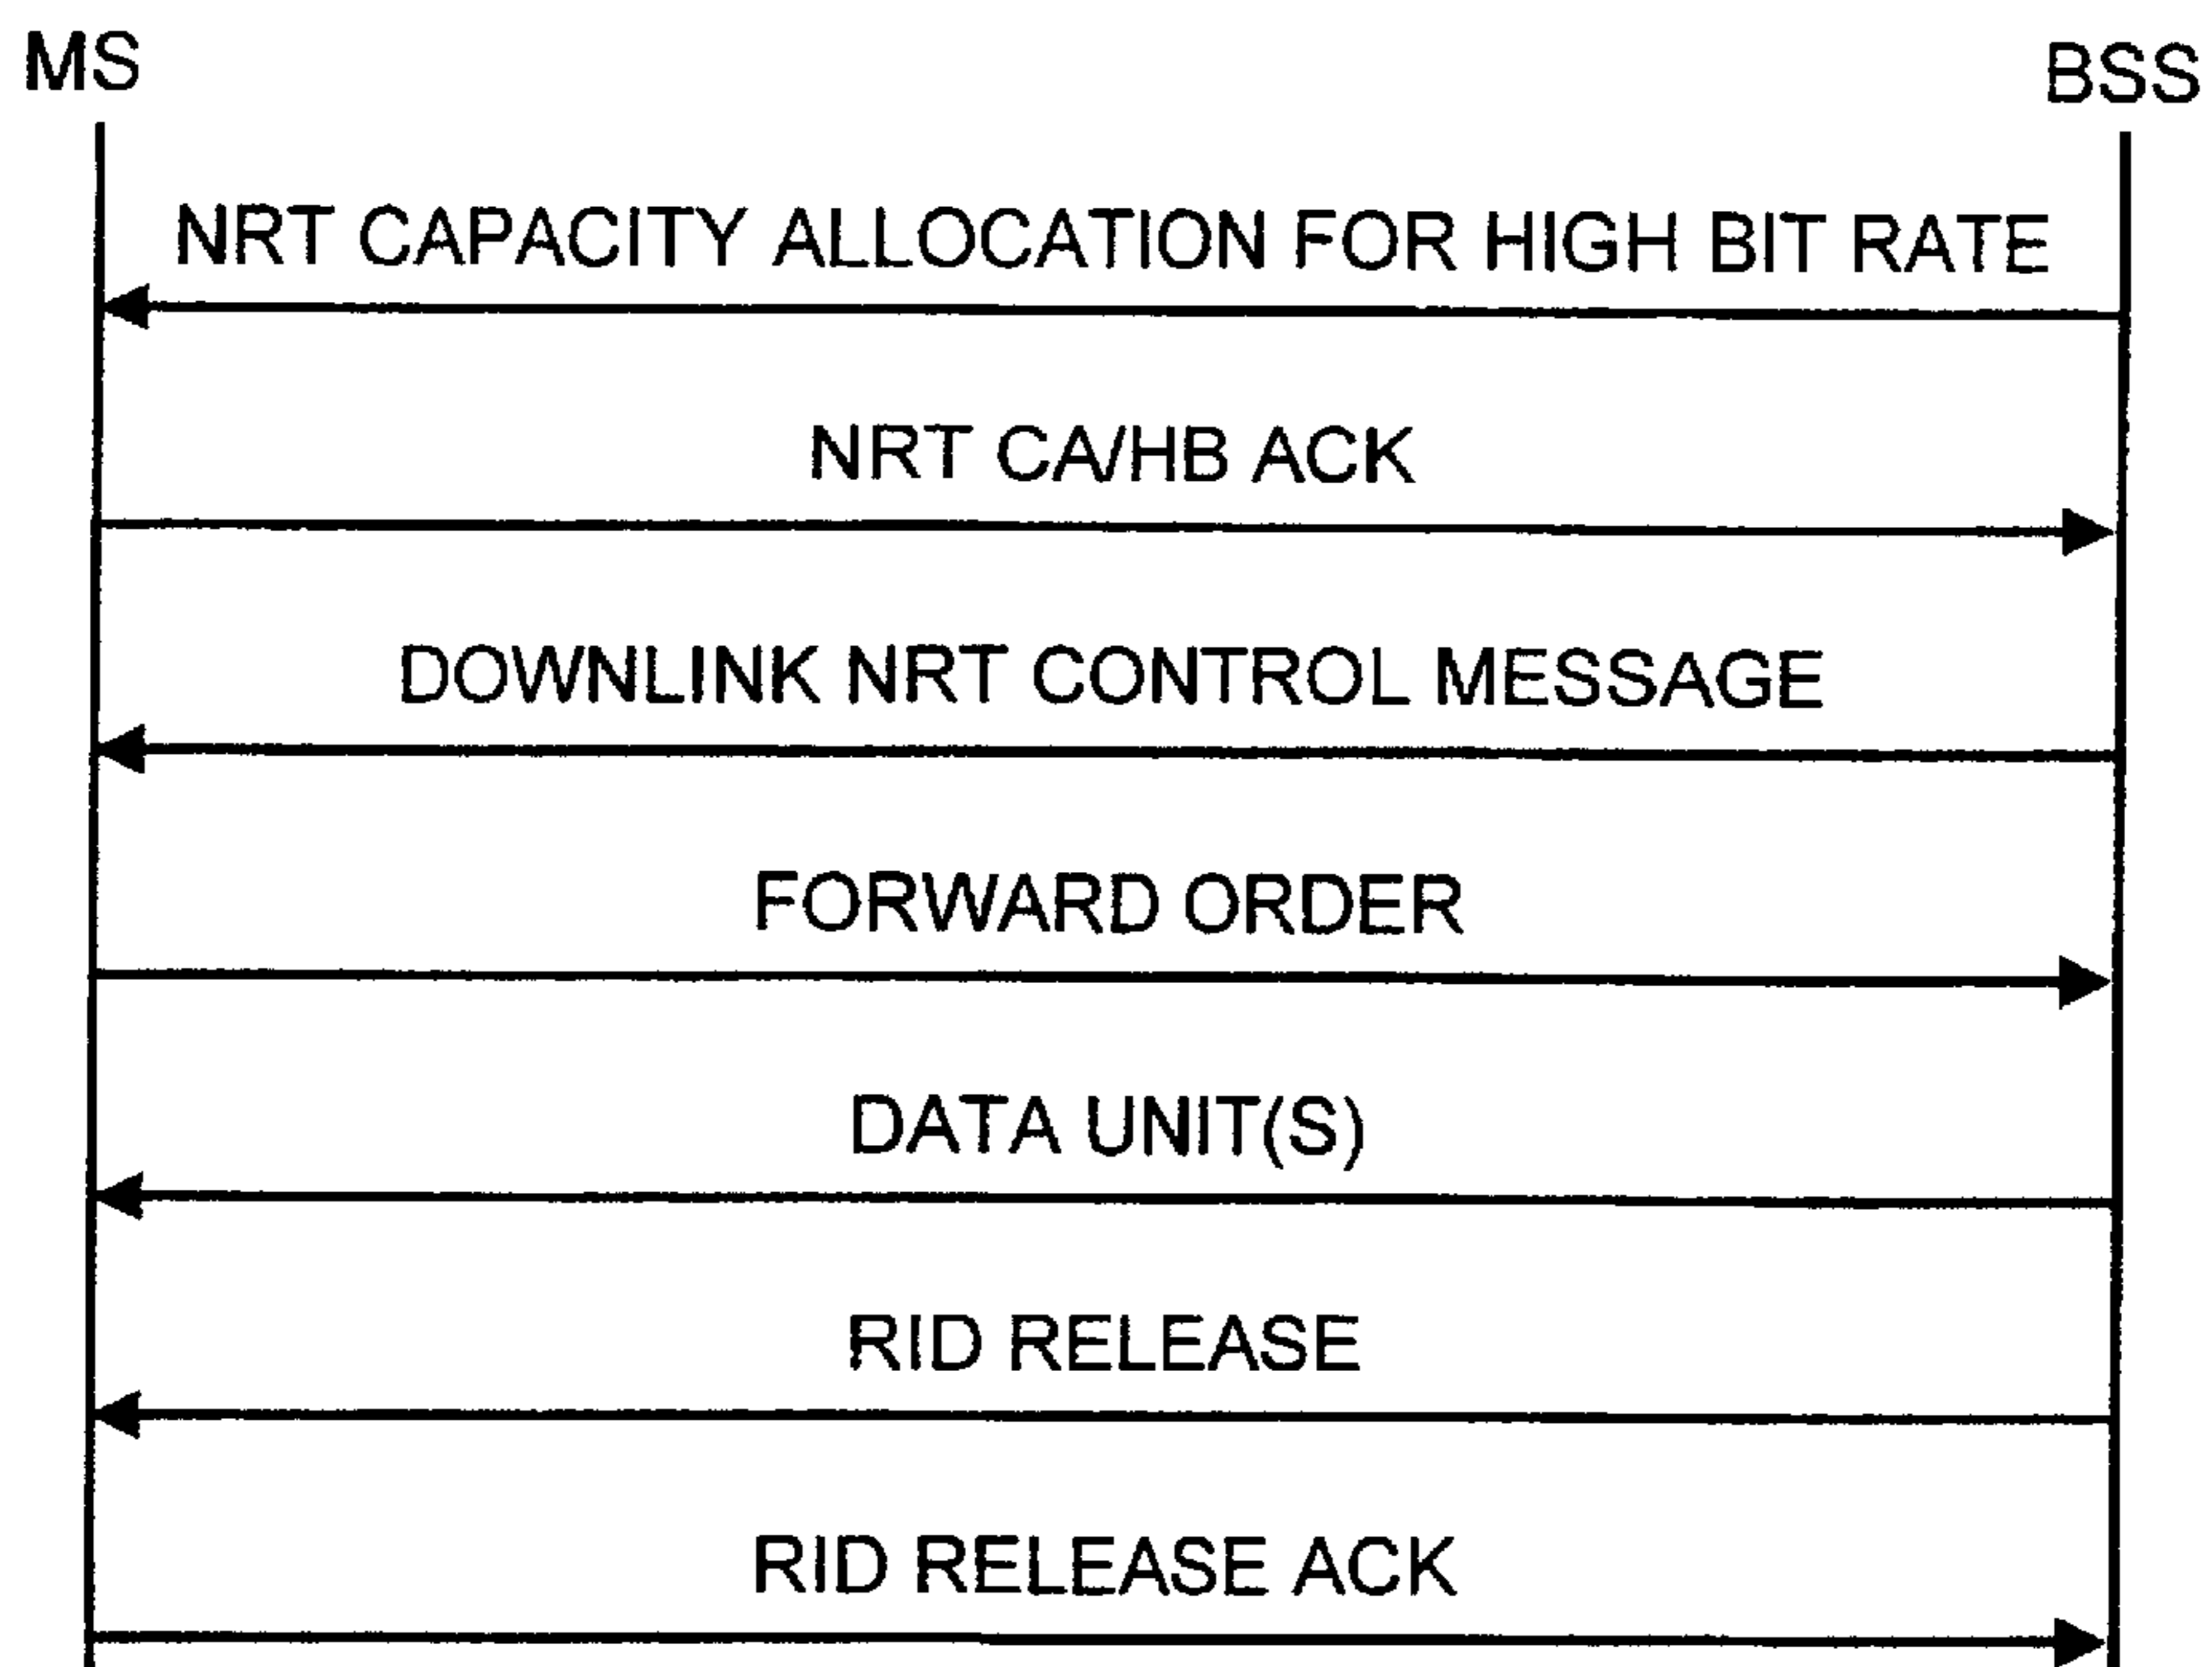 MS
BSS
NRT CAPACITY ALLOCATION FOR HIGH BIT RATE
NRT CA/HB ACK
DOWNLINK NRT CONTROL MESSAGE
FORWARD ORDER
DATA UNIT(S)
RID RELEASE
RID RELEASE ACK